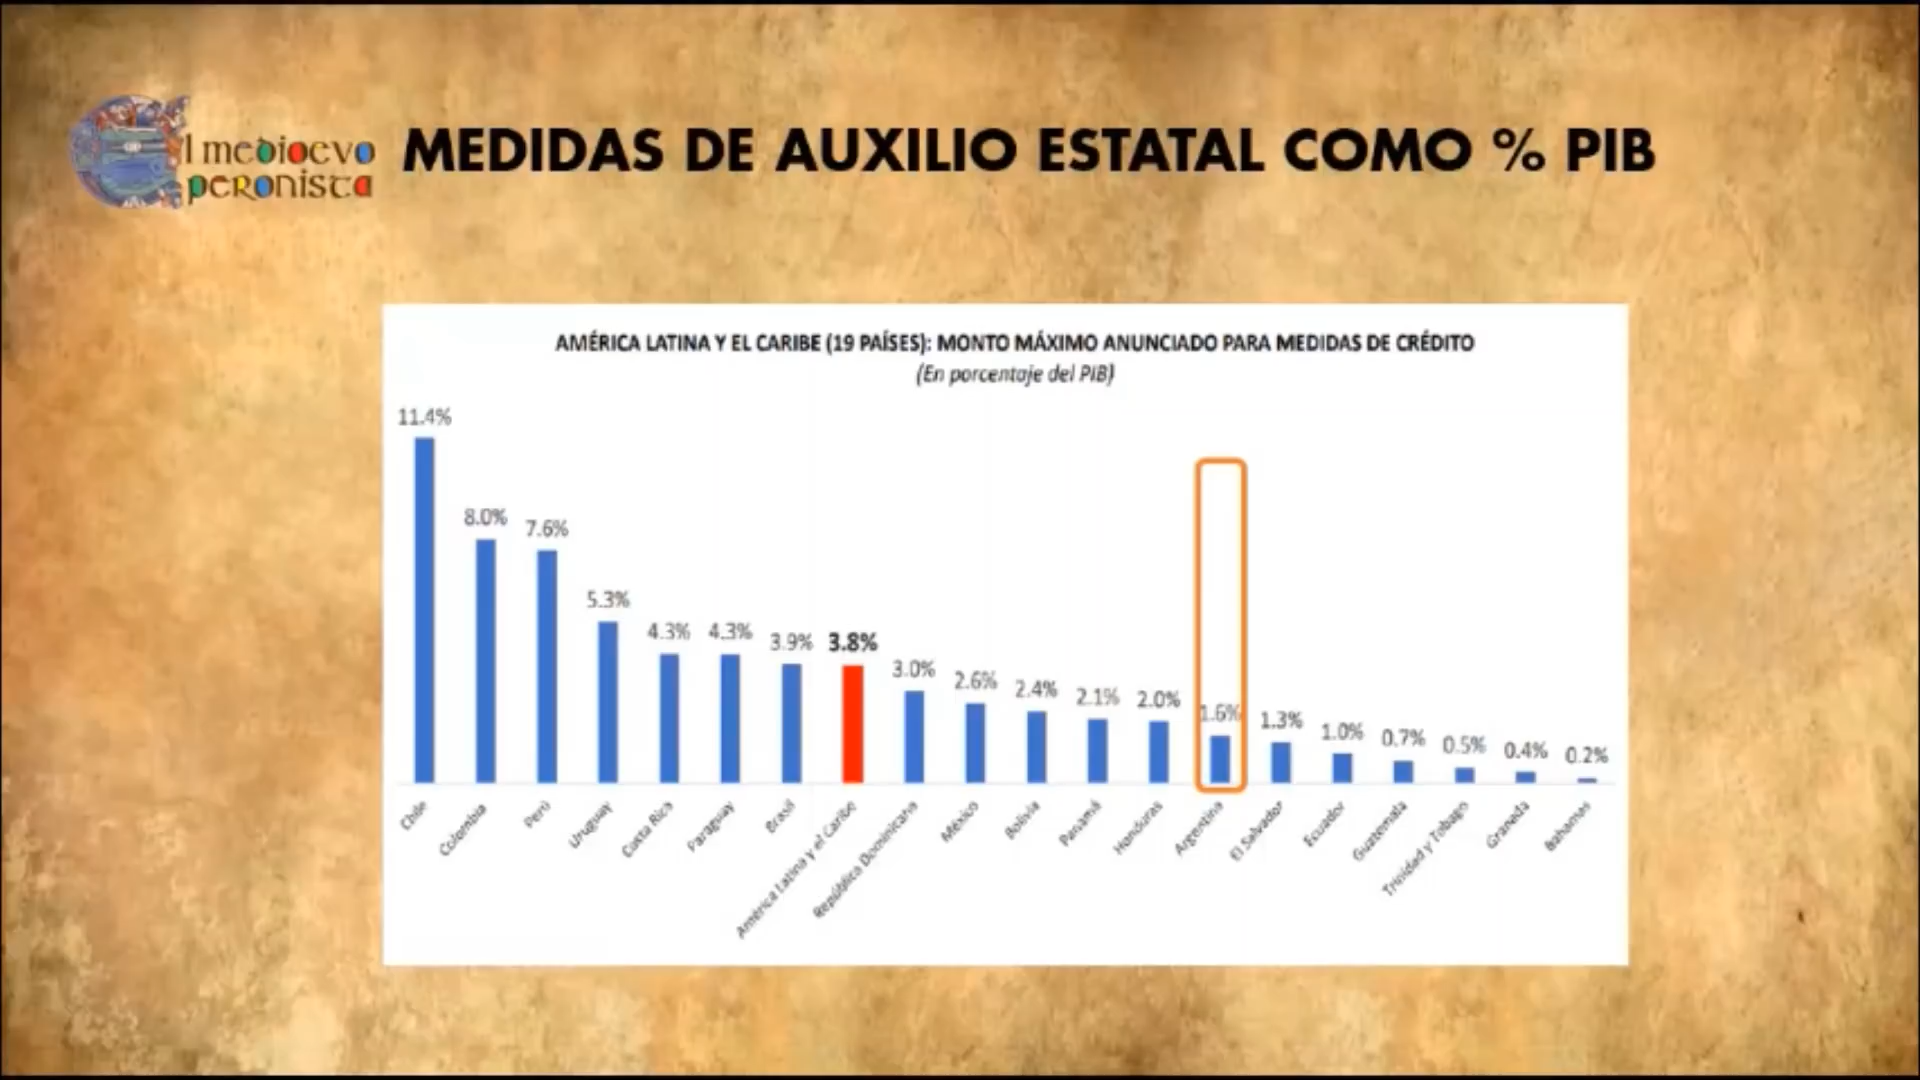 El medioevo
peronista
MEDIDAS DE AUXILIO ESTATAL COMO % PIB
AMÉRICA LATINA Y EL CARIBE (19 PAÍSES): MONTO MÁXIMO ANUNCIADO PARA MEDIDAS DE CRÉDITO
(En porcentaje del PIB)
11.4%
8.0%
7.6%
5.3%
4.3%
4.3%
3.9%
3.8%
3.0%
2.6%
2.4%
2.1%
2.0%
1.6%
1.3%
1.0%
0.7%
0.5%
0.4%
0.2%
Chile
Colombia
Perú
Uruguay
Costa Rica
Paraguay
Brasil
América Latina y el Caribe
República Dominicana
México
Bolivia
Panamá
Honduras
Argentina
El Salvador
Ecuador
Guatemala
Trinidad y Tobago
Granada
Bahamas